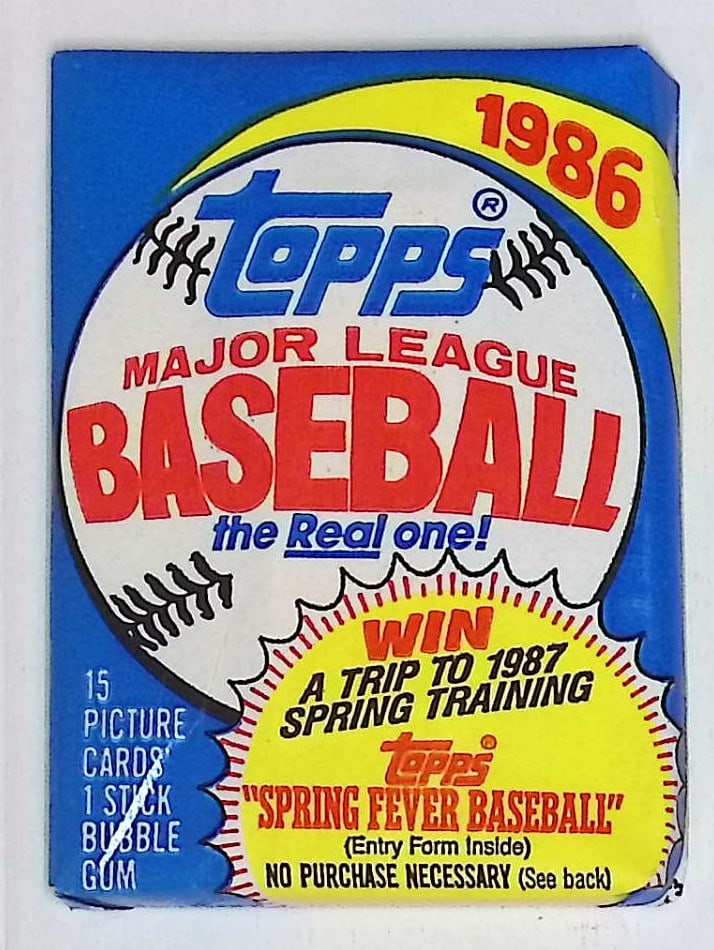 1986
topps®
MAJOR LEAGUE
BASEBALL
the Real one!
WIN
A TRIP TO 1987
SPRING TRAINING
topps®
"SPRING FEVER BASEBALL"
(Entry Form Inside)
NO PURCHASE NECESSARY (See back)
15
PICTURE
CARDS
1 STICK
BUBBLE
GUM